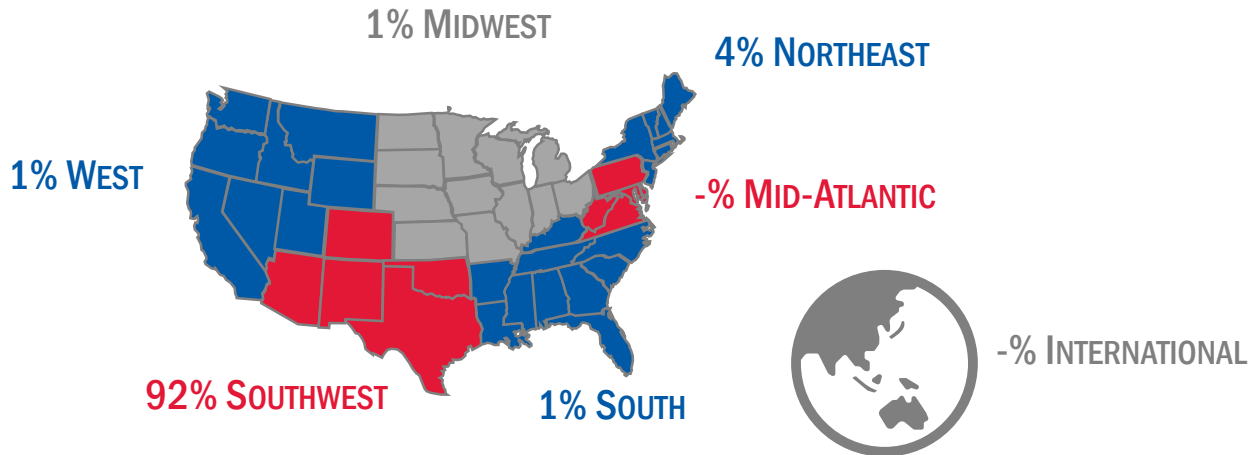 1% MIDWEST
4% NORTHEAST
1% WEST
-% MID-ATLANTIC
-% INTERNATIONAL
92% SOUTHWEST
1% SOUTH